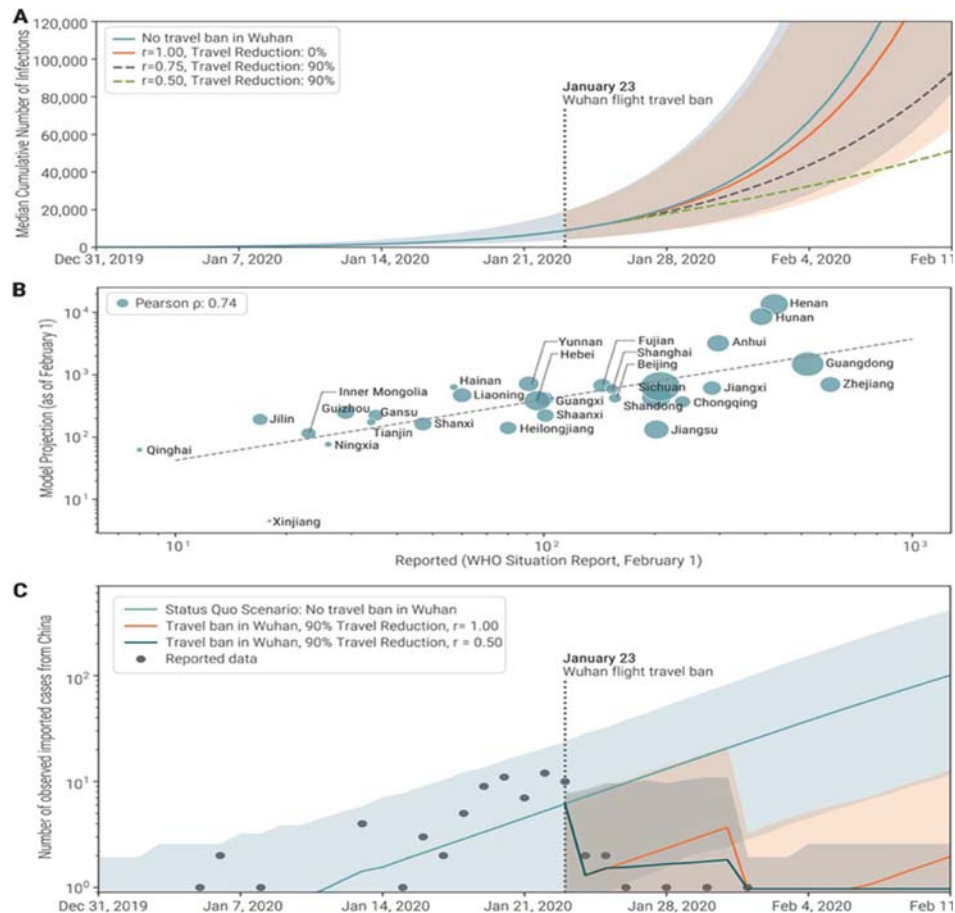 A
120,000
100,000
80,000
60,000
40,000
20,000
0
Median Cumulative Number of Infections
No travel ban in Wuhan
r=1.00, Travel Reduction: 0%
r=0.75, Travel Reduction: 90%
r=0.50, Travel Reduction: 90%
January 23
Wuhan flight travel ban
Dec 31, 2019 Jan 7, 2020 Jan 14, 2020 Jan 21, 2020 Jan 28, 2020 Feb 4, 2020 Feb 11
B
Pearson ρ: 0.74
10⁴
10³
10²
10¹
Model Projection (as of February 1)
Henan
Hunan
Yunnan
Fujian
Anhui
Hebei
Shanghai
Beijing
Guangdong
Hainan
Sichuan
Inner Mongolia
Liaoning
Jiangxi
Zhejiang
Guizhou
Guangxi
Shandong
Chongqing
Jilin
Gansu
Shaanxi
Tianjin
Shanxi
Heilongjiang
Jiangsu
Qinghai
Ningxia
Xinjiang
10¹ 10² 10³
Reported (WHO Situation Report, February 1)
C
Status Quo Scenario: No travel ban in Wuhan
Travel ban in Wuhan, 90% Travel Reduction, r= 1.00
Travel ban in Wuhan, 90% Travel Reduction, r = 0.50
Reported data
January 23
Wuhan flight travel ban
10²
10¹
10⁰
Number of observed imported cases from China
Dec 31, 2019 Jan 7, 2020 Jan 14, 2020 Jan 21, 2020 Jan 28, 2020 Feb 4, 2020 Feb 11